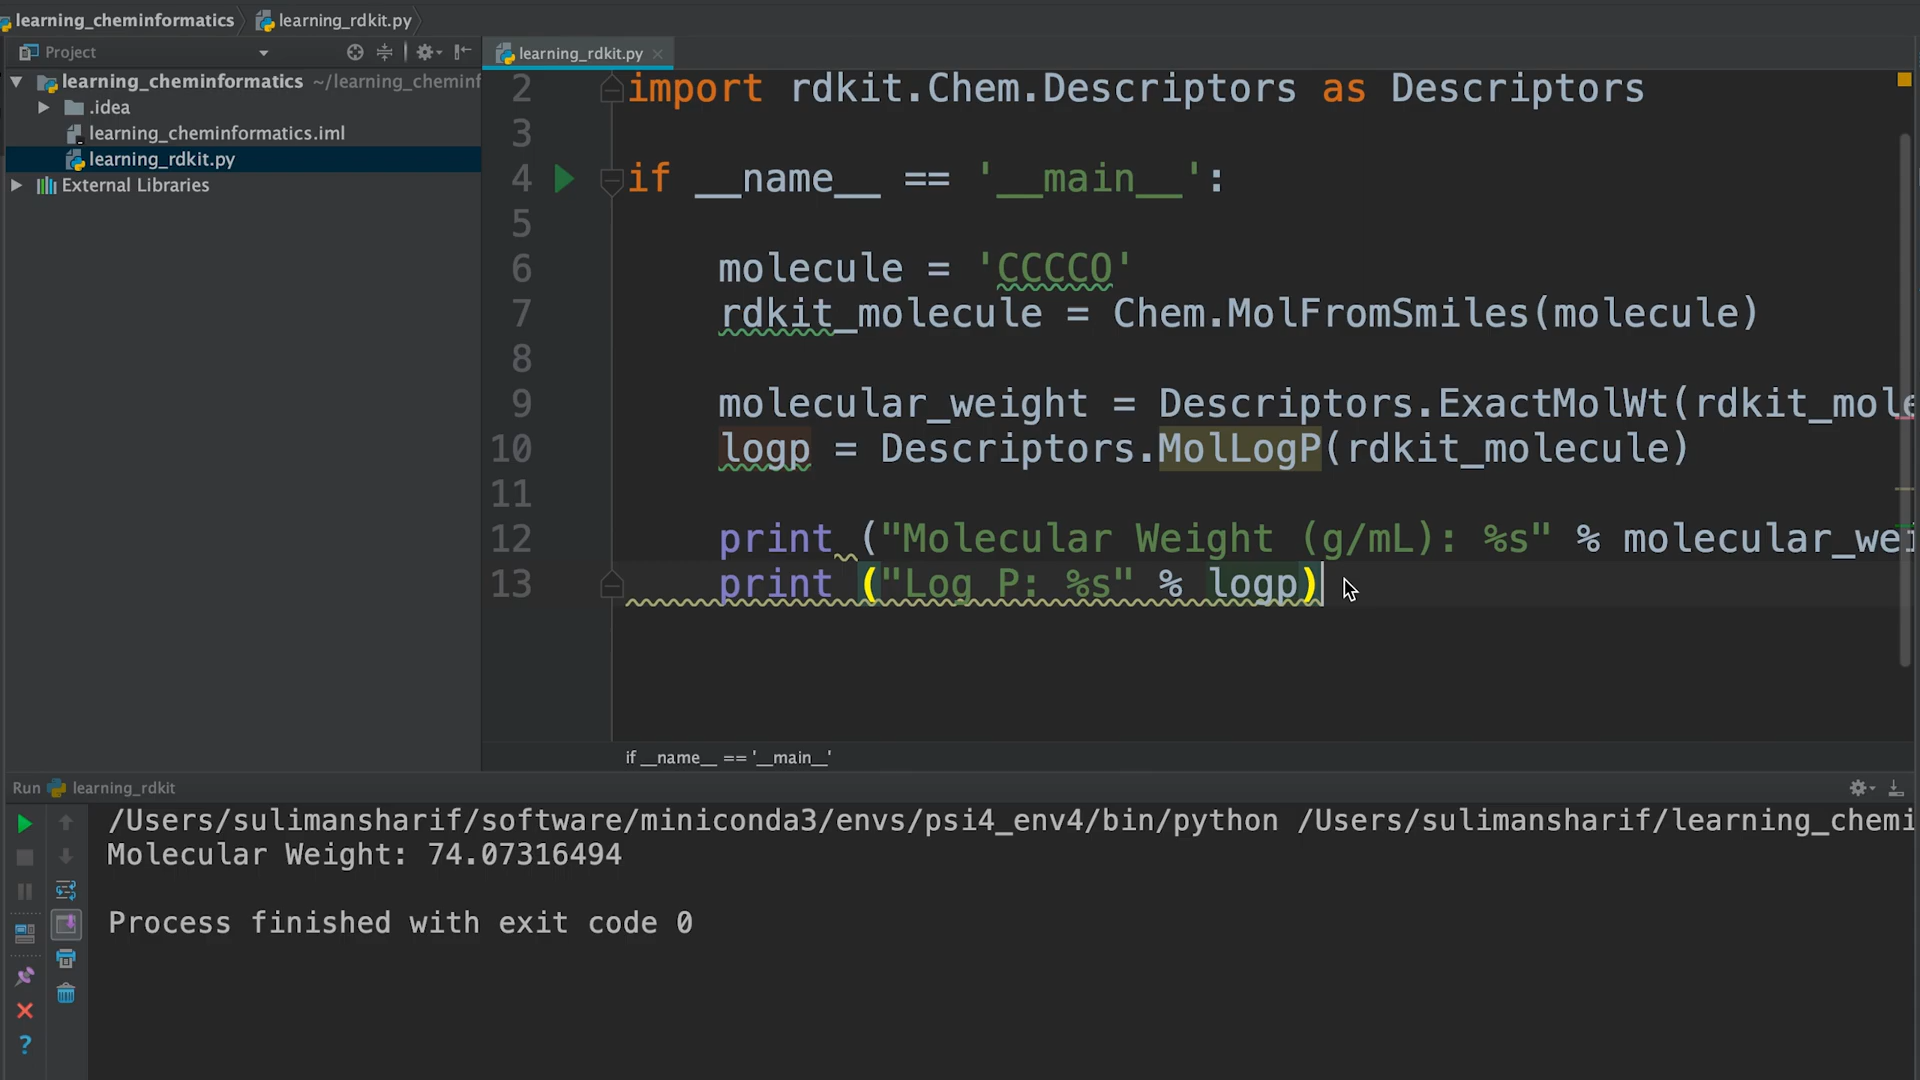 learning_cheminformatics learning_rdkit.py
Project
learning_rdkit.py
learning_cheminformatics ~/learning_cheminf
.idea
learning_cheminformatics.iml
learning_rdkit.py
External Libraries
2 import rdkit.Chem.Descriptors as Descriptors
3
4 if __name__ == '__main__':
5
6 molecule = 'CCCCO'
7 rdkit_molecule = Chem.MolFromSmiles(molecule)
8
9 molecular_weight = Descriptors.ExactMolWt(rdkit_mole
10 logp = Descriptors.MolLogP(rdkit_molecule)
11
12 print ("Molecular Weight (g/mL): %s" % molecular_wei
13 print ("Log P: %s" % logp)
if __name__ == '__main__'
Run learning_rdkit
/Users/sulimansharif/software/miniconda3/envs/psi4_env4/bin/python /Users/sulimansharif/learning_chemi
Molecular Weight: 74.07316494
Process finished with exit code 0